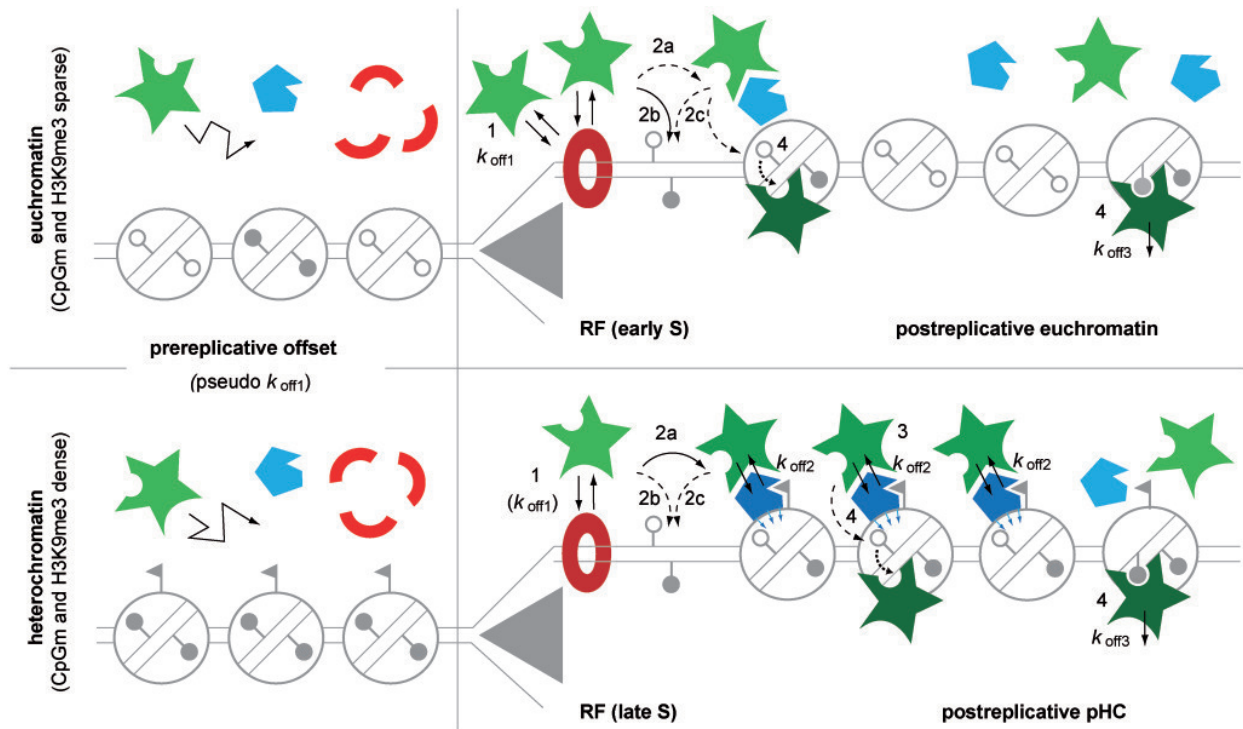 euchromatin
(CpGm and H3K9me3 sparse)
1
k off1
2a
2b
2c
4
4
k off3
RF (early S)
postreplicative euchromatin
prereplicative offset
(pseudo k off1)
heterochromatin
(CpGm and H3K9me3 dense)
1
(k off1)
2a
2b
2c
k off2
3
k off2
k off2
4
4
k off3
RF (late S)
postreplicative pHC